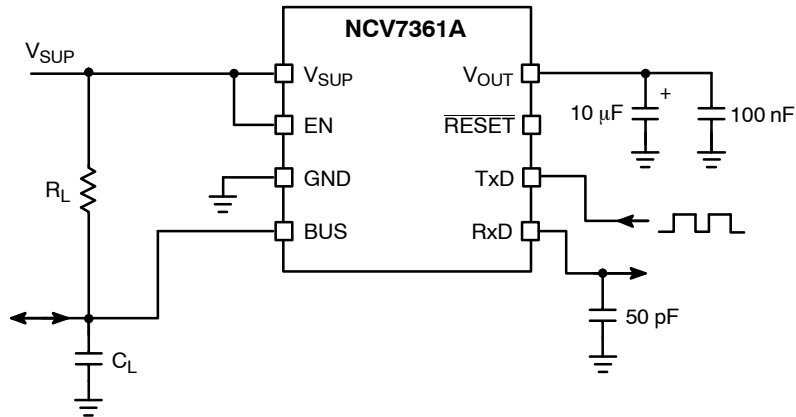 NCV7361A
VSUP
VSUP
VOUT
+
10 μF
100 nF
EN
RESET
RL
GND
TxD
BUS
RxD
50 pF
CL